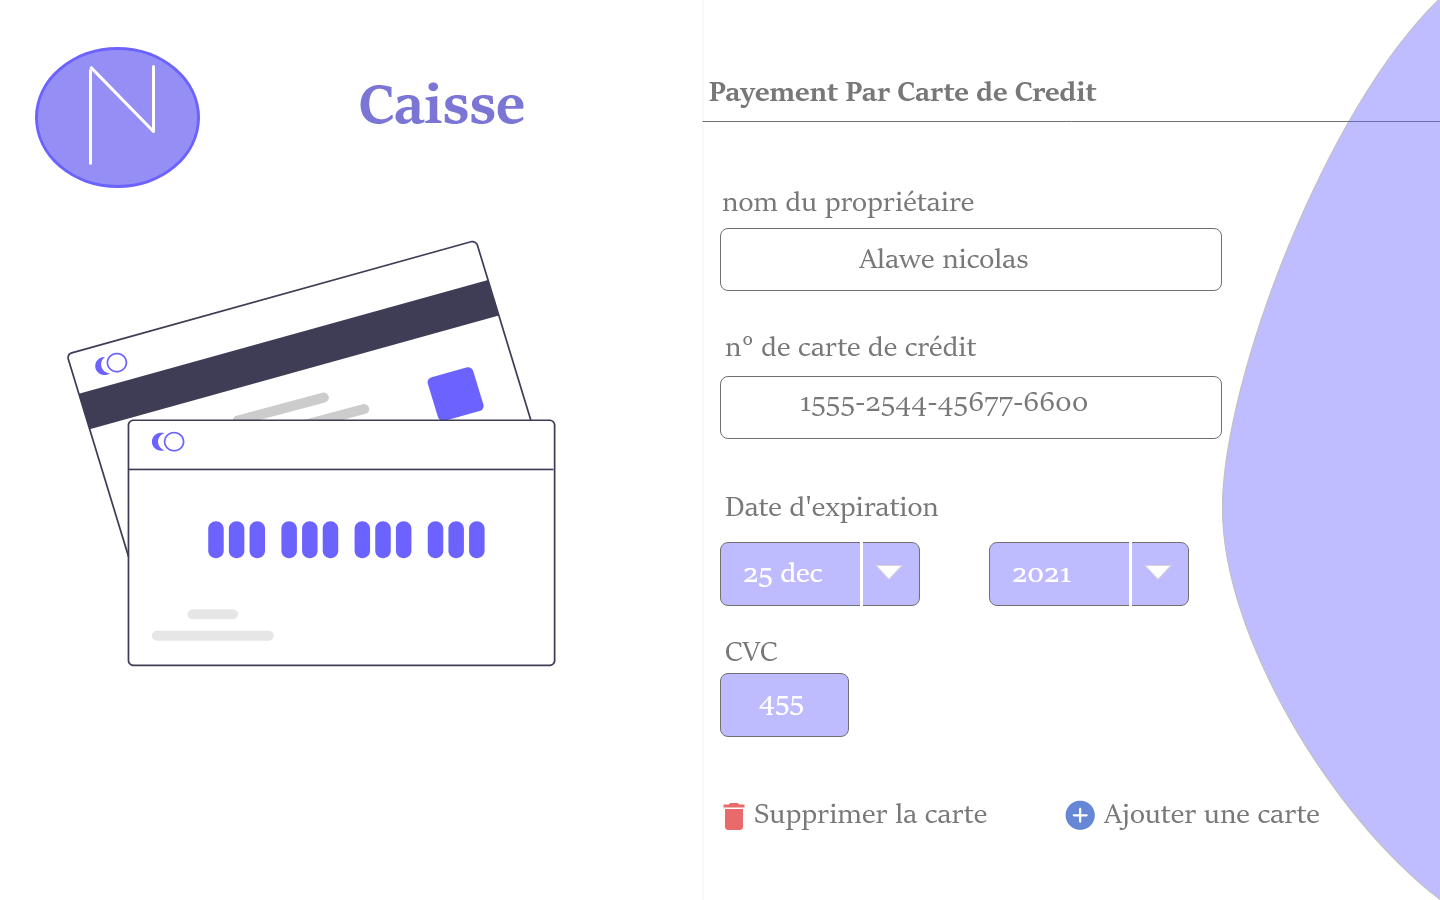 N
Caisse
Payement Par Carte de Credit
nom du propriétaire
Alawe nicolas
n° de carte de crédit
1555-2544-45677-6600
Date d'expiration
25 dec
2021
CVC
455
Supprimer la carte
Ajouter une carte